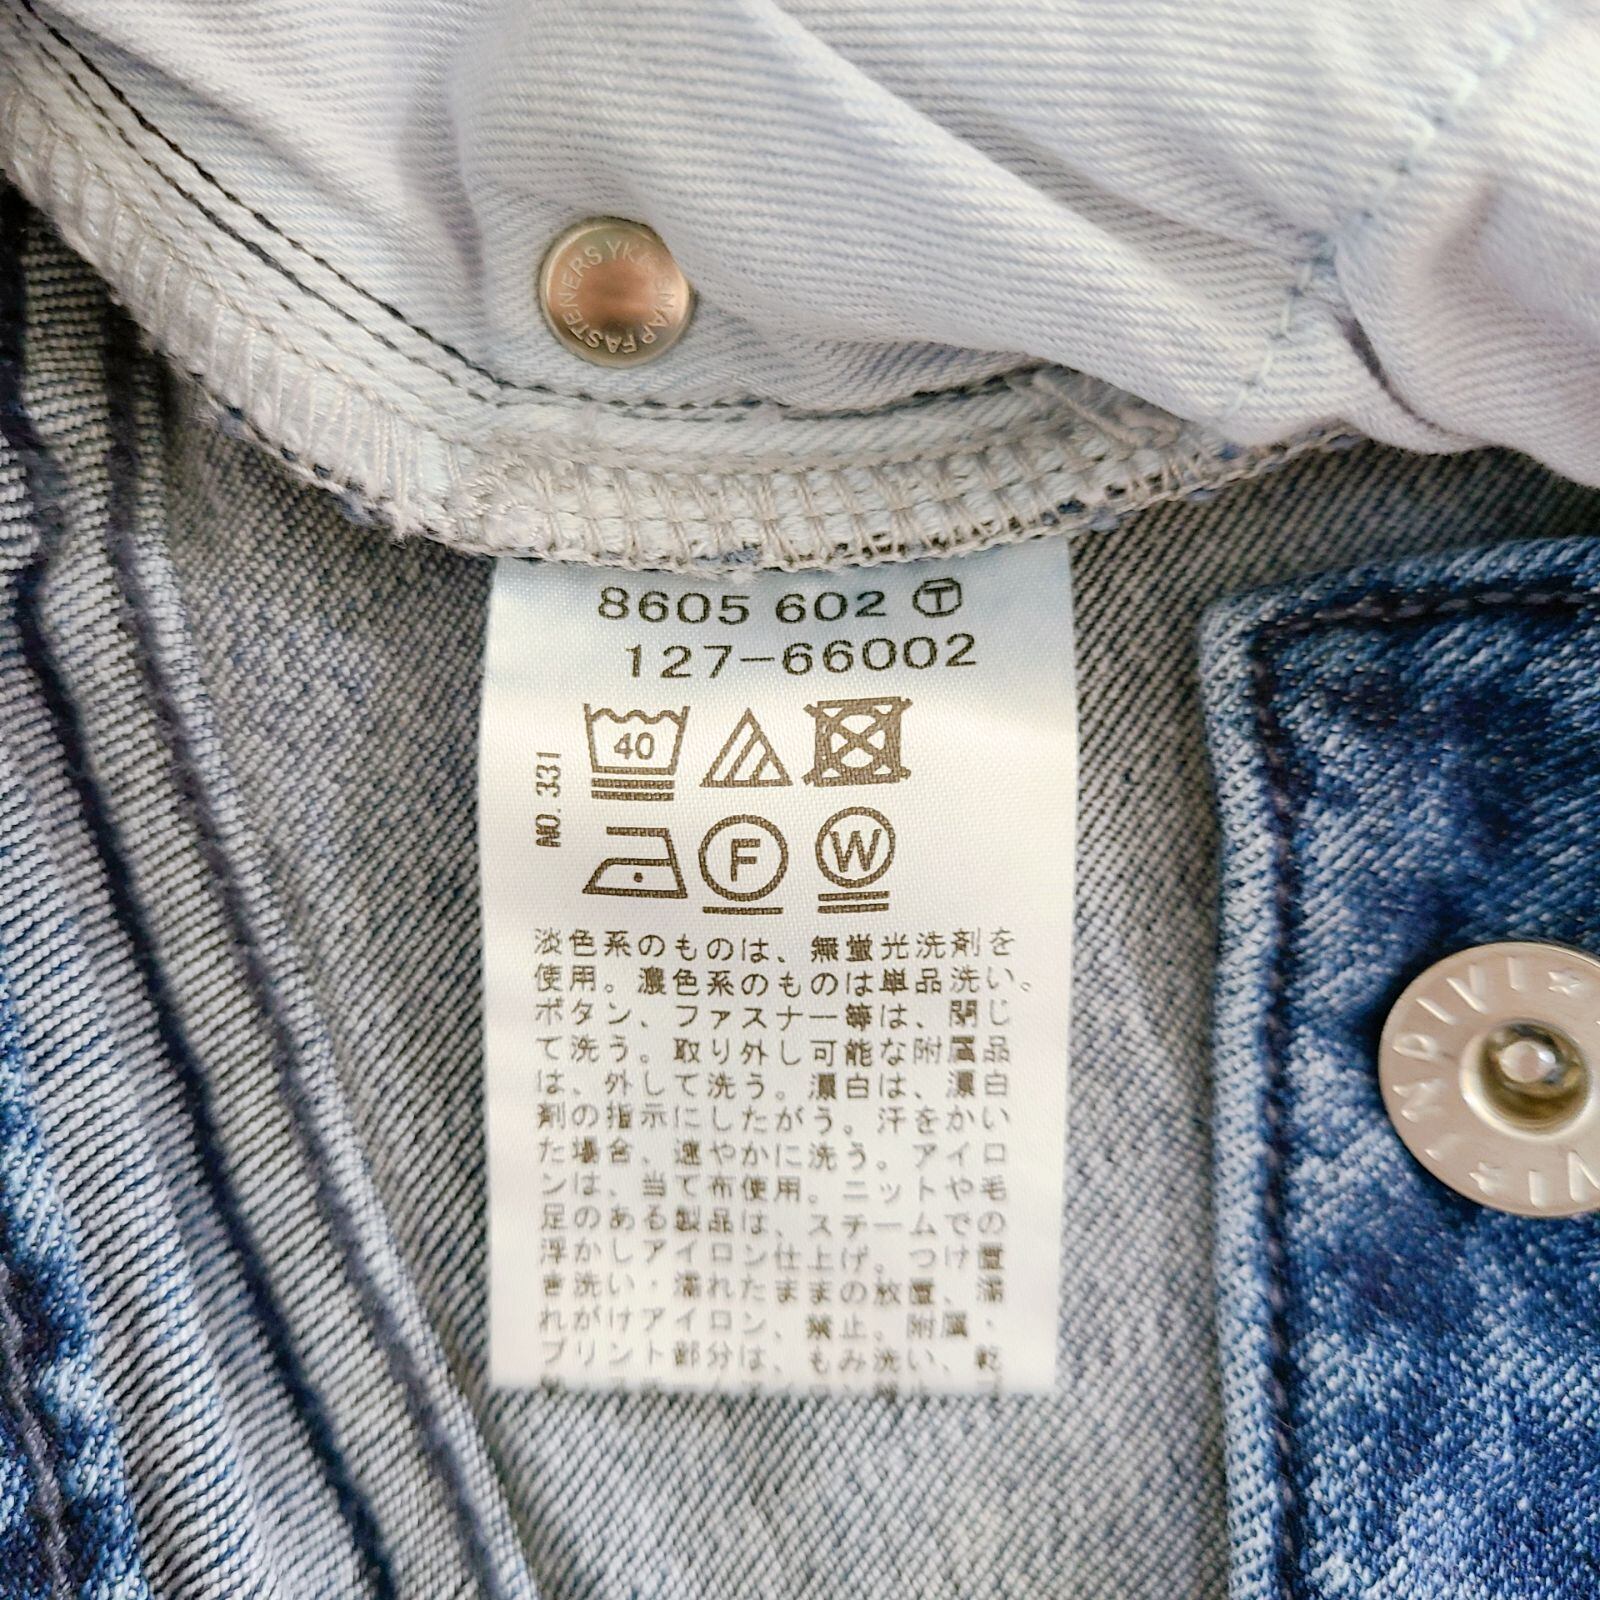 YKK SNAP FASTENERS
8605 602 Ⓣ
127-66002
NO. 331
40
F
W
淡色系のものは、無蛍光洗剤を
使用。濃色系のものは単品洗い。
ボタン、ファスナー等は、閉じ
て洗う。取り外し可能な附属品
は、外して洗う。漂白は、漂白
剤の指示にしたがう。汗をかい
た場合、速やかに洗う。アイロ
ンは、当て布使用。ニットや毛
足のある製品は、スチームでの
浮かしアイロン仕上げ。つけ置
き洗い・濡れたままの放置、濡
れがけアイロン、禁止。附属・
プリント部分は、もみ洗い、乾